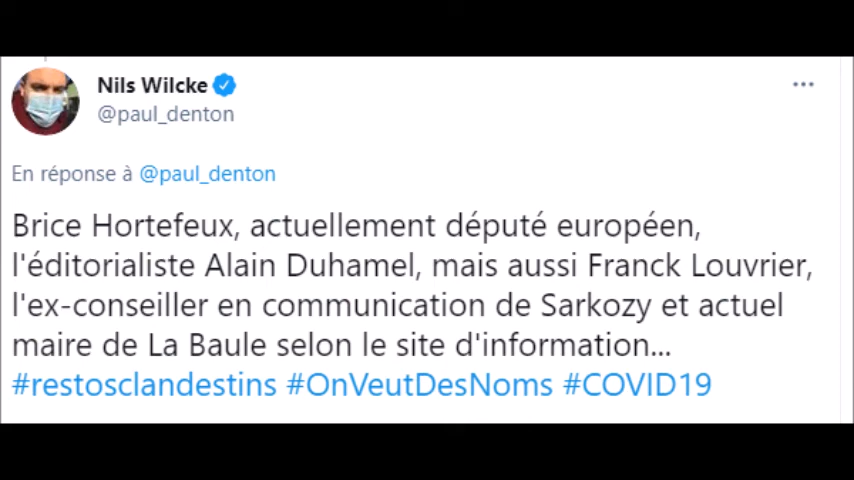 Nils Wilcke
@paul_denton
En réponse à @paul_denton
Brice Hortefeux, actuellement député européen,
l'éditorialiste Alain Duhamel, mais aussi Franck Louvrier,
l'ex-conseiller en communication de Sarkozy et actuel
maire de La Baule selon le site d'information...
#restosclandestins #OnVeutDesNoms #COVID19